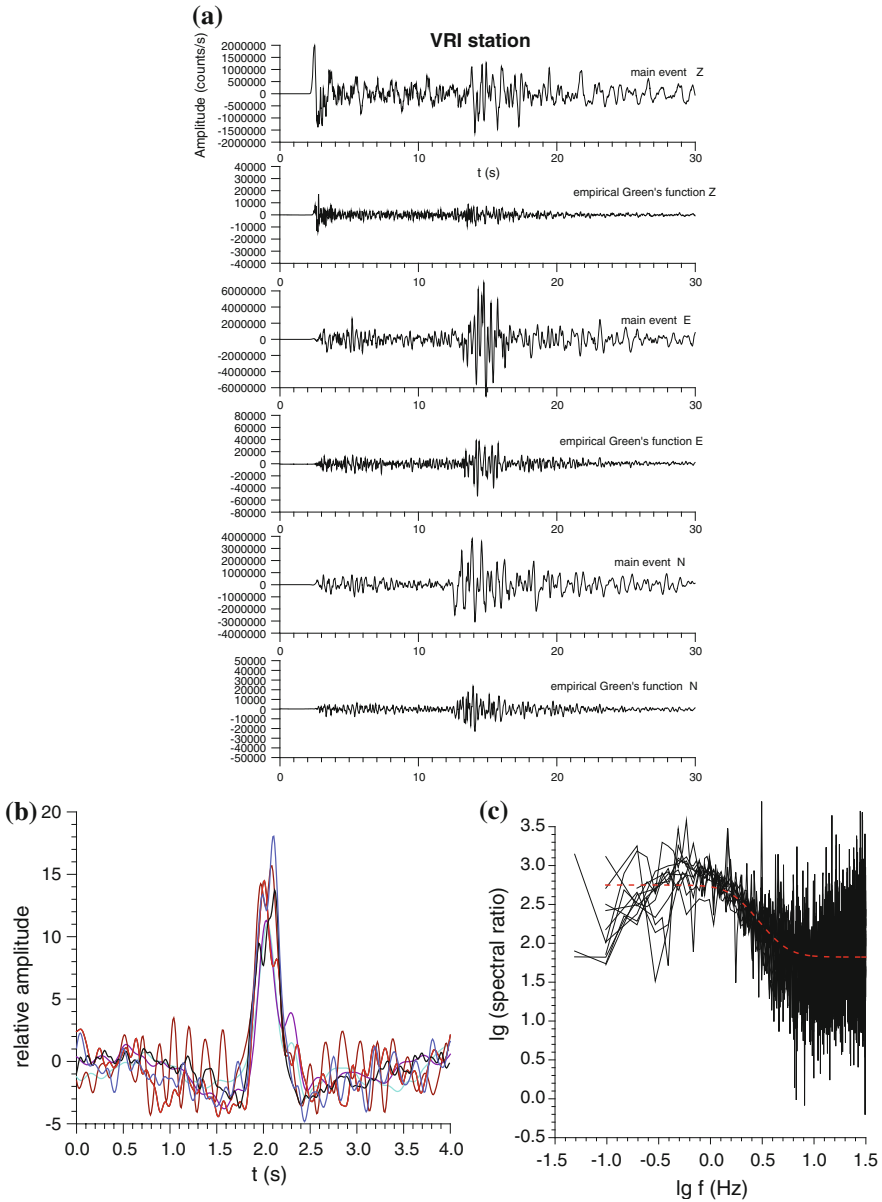 (a)
VRI station
Amplitude (counts/s)
2000000
1500000
1000000
500000
0
-500000
-1000000
-1500000
-2000000
main event Z
0 10 20 30
t (s)
40000
30000
20000
10000
0
-10000
-20000
-30000
-40000
empirical Green's function Z
0 10 20 30
6000000
4000000
2000000
0
-2000000
-4000000
-6000000
main event E
0 10 20 30
80000
60000
40000
20000
0
-20000
-40000
-60000
-80000
empirical Green's function E
0 10 20 30
4000000
3000000
2000000
1000000
0
-1000000
-2000000
-3000000
-4000000
main event N
0 10 20 30
50000
40000
30000
20000
10000
0
-10000
-20000
-30000
-40000
-50000
empirical Green's function N
0 10 20 30
(b)
relative amplitude
20
15
10
5
0
-5
0.0 0.5 1.0 1.5 2.0 2.5 3.0 3.5 4.0
t (s)
(c)
lg (spectral ratio)
3.5
3.0
2.5
2.0
1.5
1.0
0.5
0.0
-0.5
-1.5 -1.0 -0.5 0.0 0.5 1.0 1.5
lg f (Hz)